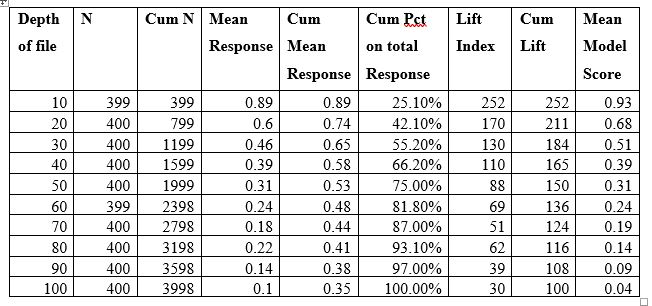 Depth of file N Cum N Mean Response Cum Mean Response Cum Pct on total Response Lift Index Cum Lift Mean Model Score
10 399 399 0.89 0.89 25.10% 252 252 0.93
20 400 799 0.6 0.74 42.10% 170 211 0.68
30 400 1199 0.46 0.65 55.20% 130 184 0.51
40 400 1599 0.39 0.58 66.20% 110 165 0.39
50 400 1999 0.31 0.53 75.00% 88 150 0.31
60 399 2398 0.24 0.48 81.80% 69 136 0.24
70 400 2798 0.18 0.44 87.00% 51 124 0.19
80 400 3198 0.22 0.41 93.10% 62 116 0.14
90 400 3598 0.14 0.38 97.00% 39 108 0.09
100 400 3998 0.1 0.35 100.00% 30 100 0.04